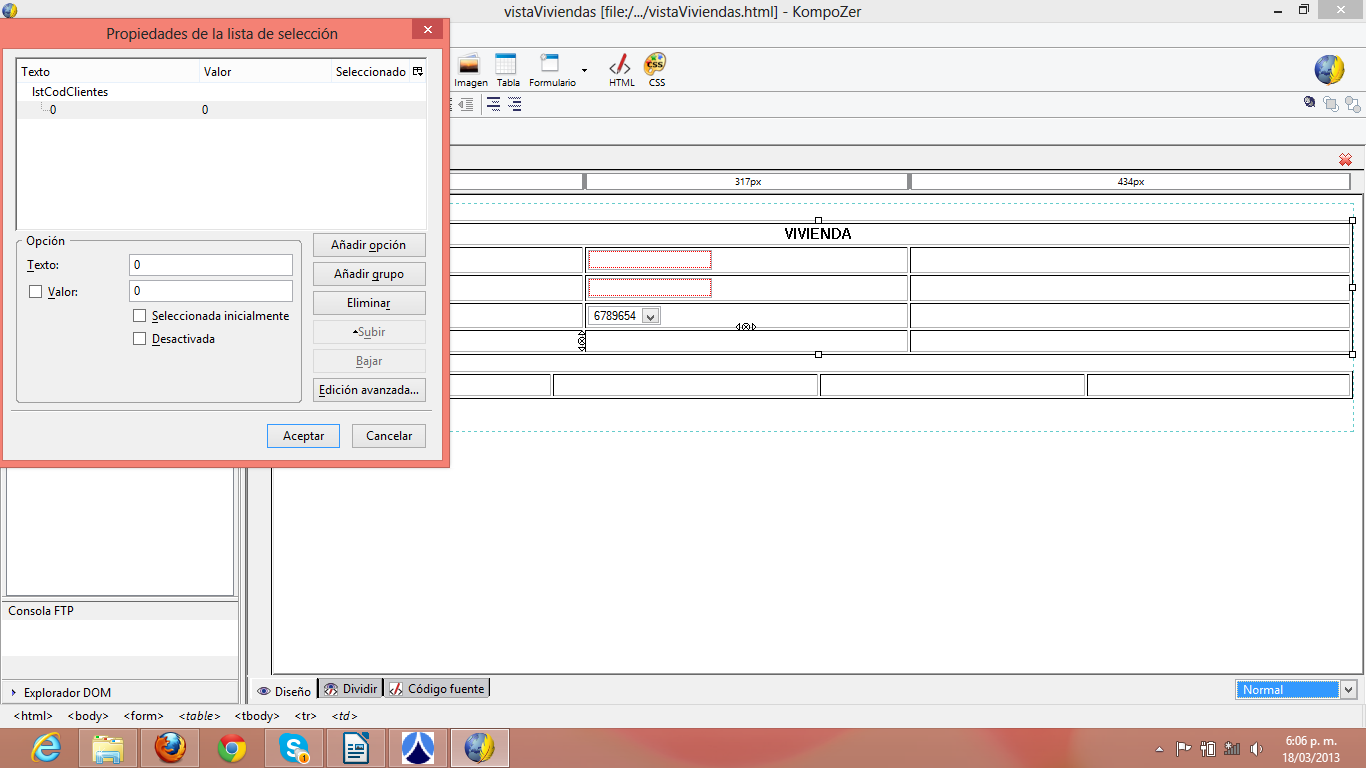 vistaViviendas [file:/.../vistaViviendas.html] - KompoZer
Propiedades de la lista de selección
Texto Valor Seleccionado
lstCodClientes
0 0
Opción
Texto: 0
Valor: 0
Seleccionada inicialmente
Desactivada
Añadir opción
Añadir grupo
Eliminar
Subir
Bajar
Edición avanzada...
Aceptar Cancelar
Imagen Tabla Formulario HTML CSS
317px 434px
VIVIENDA
6789654
Consola FTP
Explorador DOM
Diseño Dividir Código fuente Normal
<html> <body> <form> <table> <tbody> <tr> <td>
1
6:06 p. m.
18/03/2013